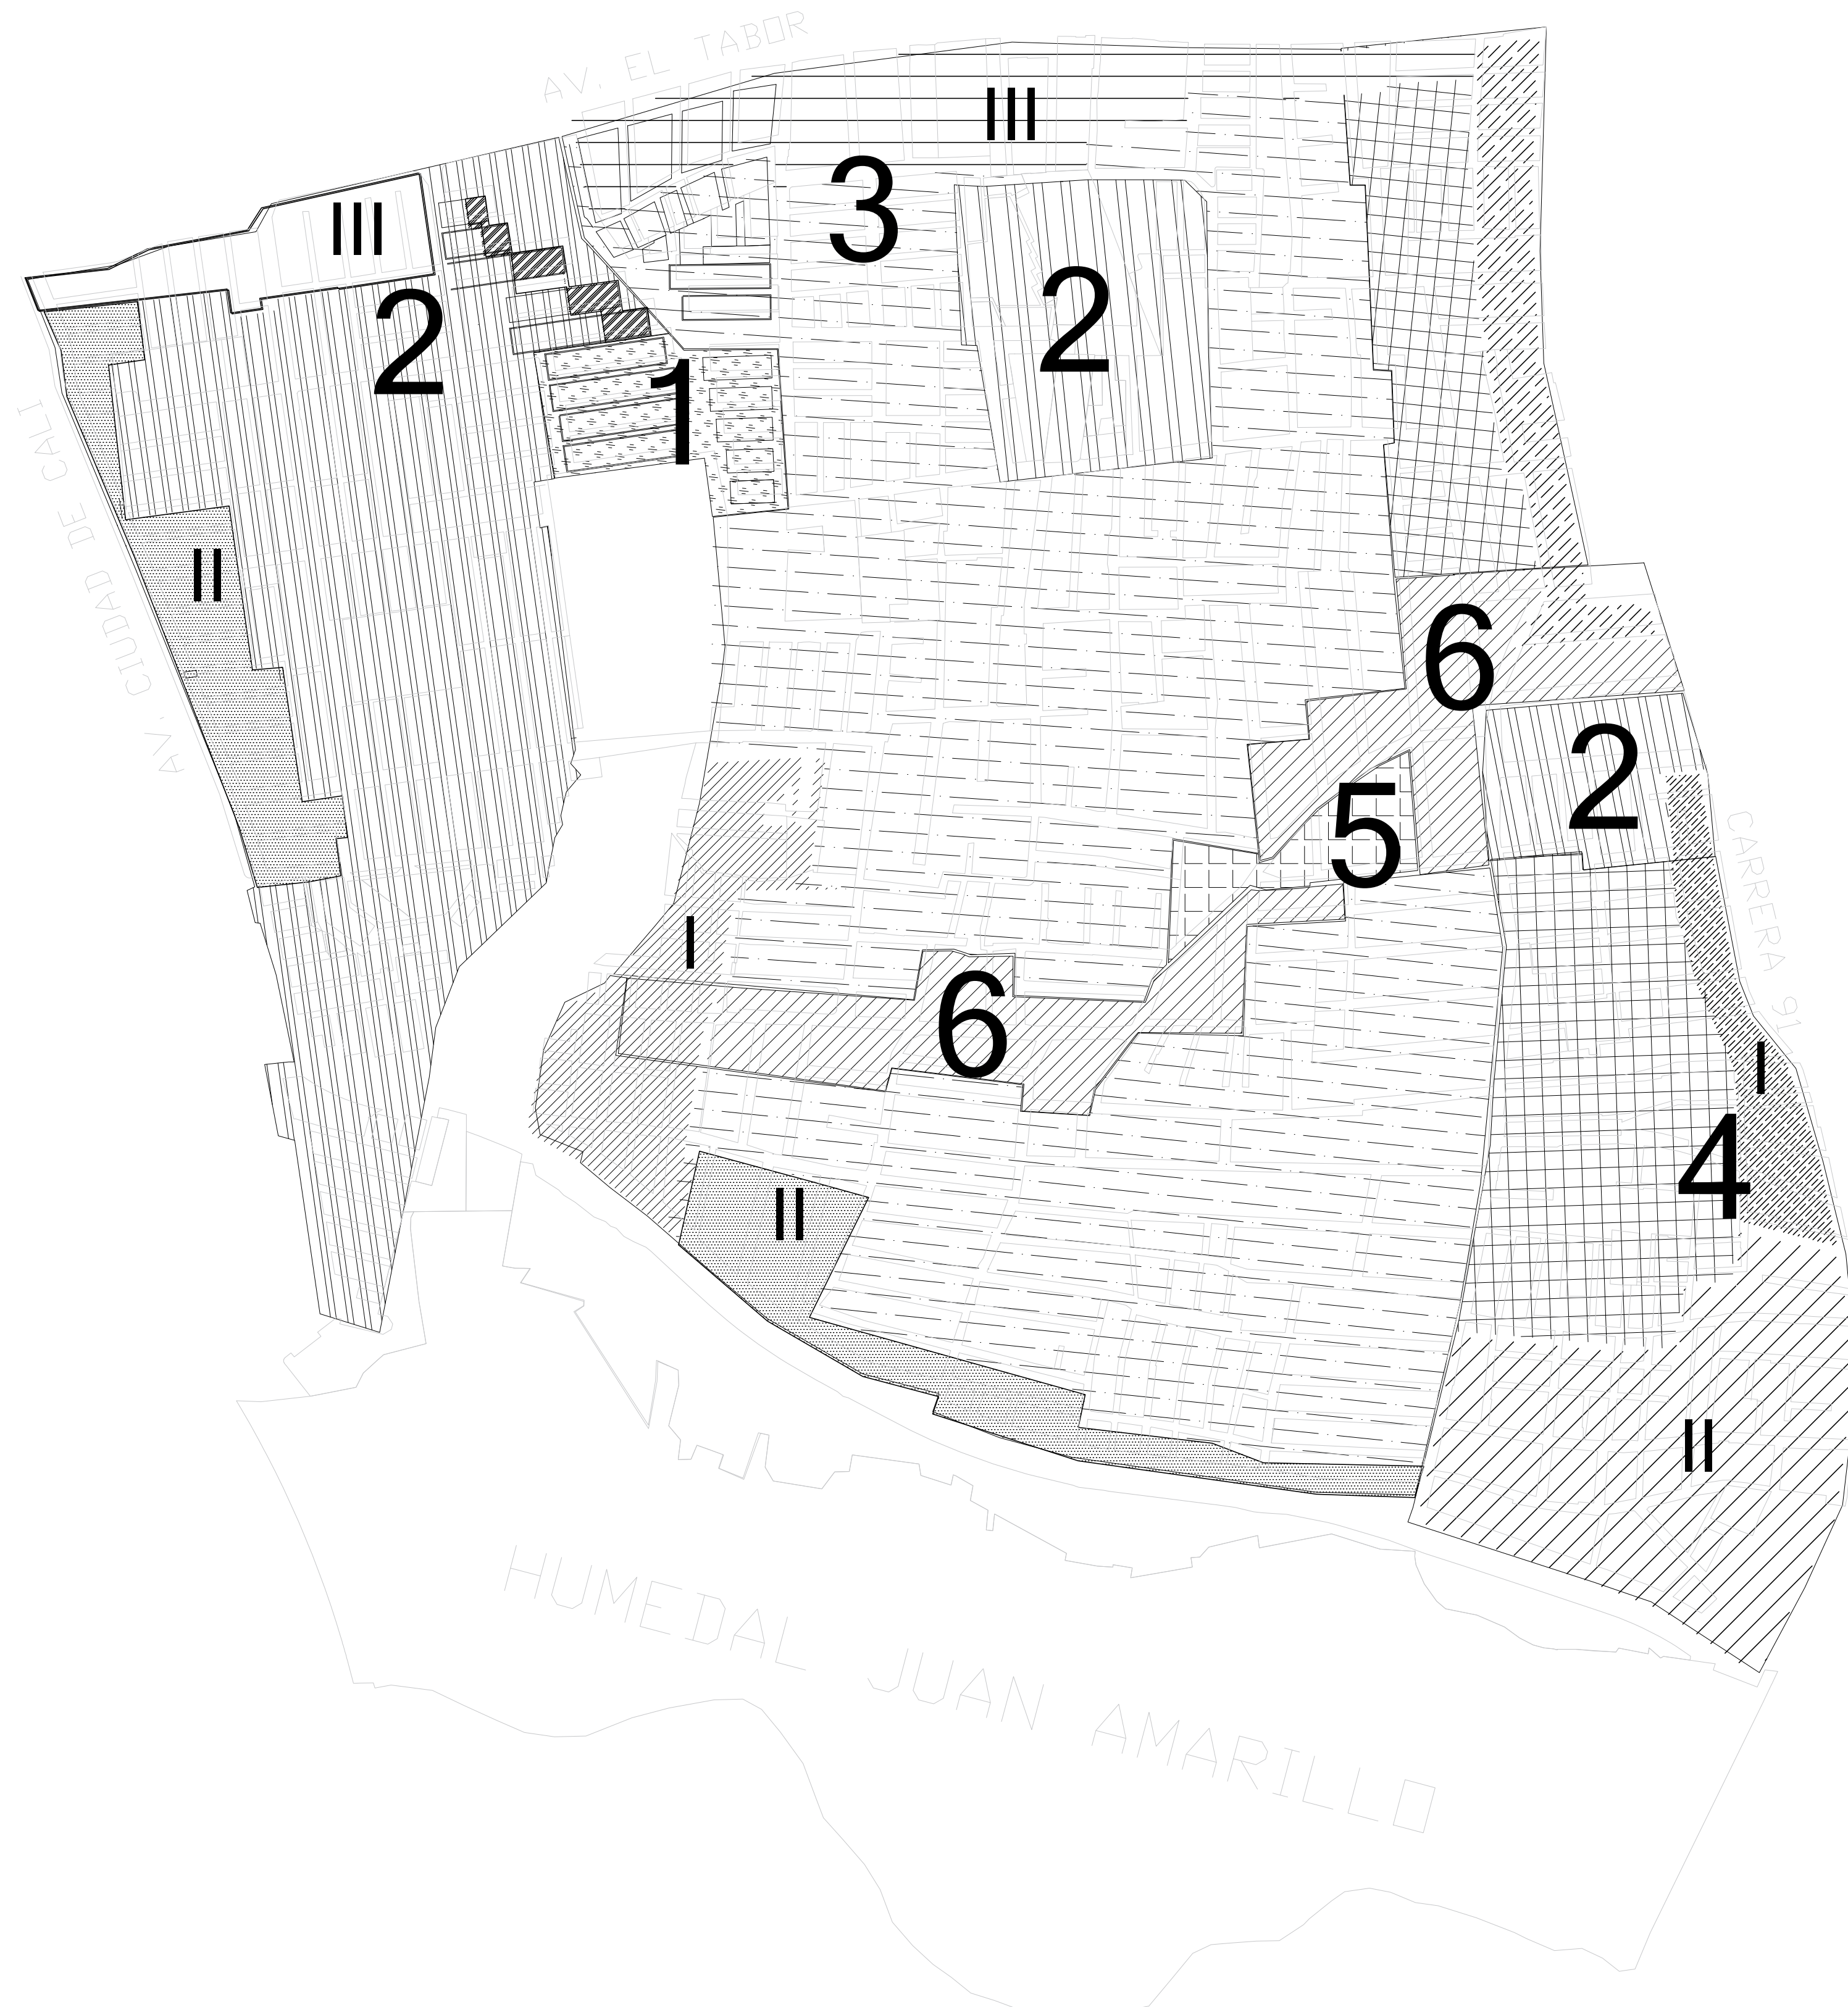 AV. EL TABOR
III
III
3
2
2
1
AV. CIUDAD DE CALI
II
6
2
5
I
6
CARRERA 91
I
4
II
II
HUMEDAL JUAN AMARILLO